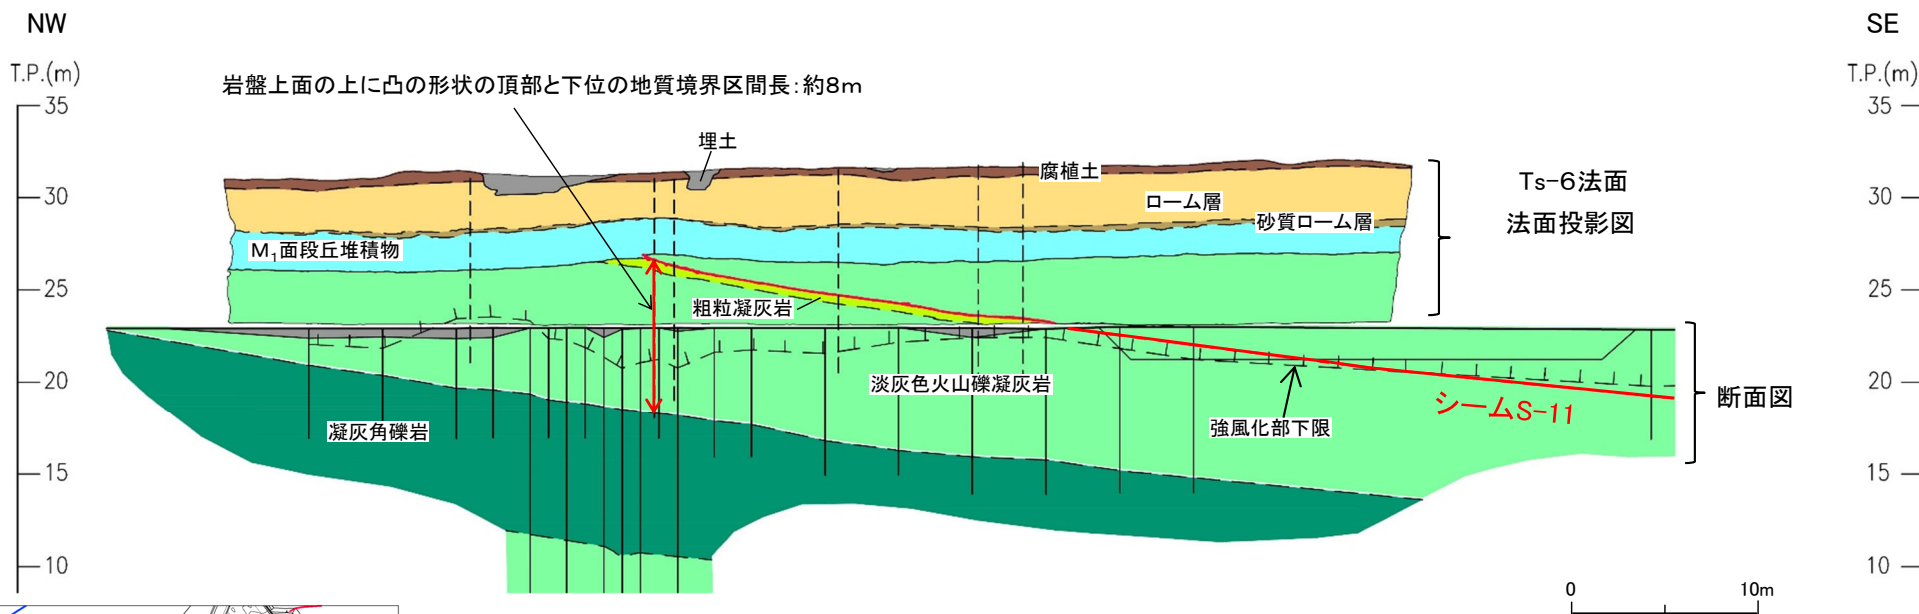 NW
SE
T.P.(m)
T.P.(m)
岩盤上面の上に凸の形状の頂部と下位の地質境界区間長:約8m
35
35
埋土
腐植土
Ts-6法面
法面投影図
30
30
ローム層
砂質ローム層
M₁面段丘堆積物
25
25
粗粒凝灰岩
20
20
淡灰色火山礫凝灰岩
断面図
シームS-11
凝灰角礫岩
強風化部下限
15
15
10
10
0
10m